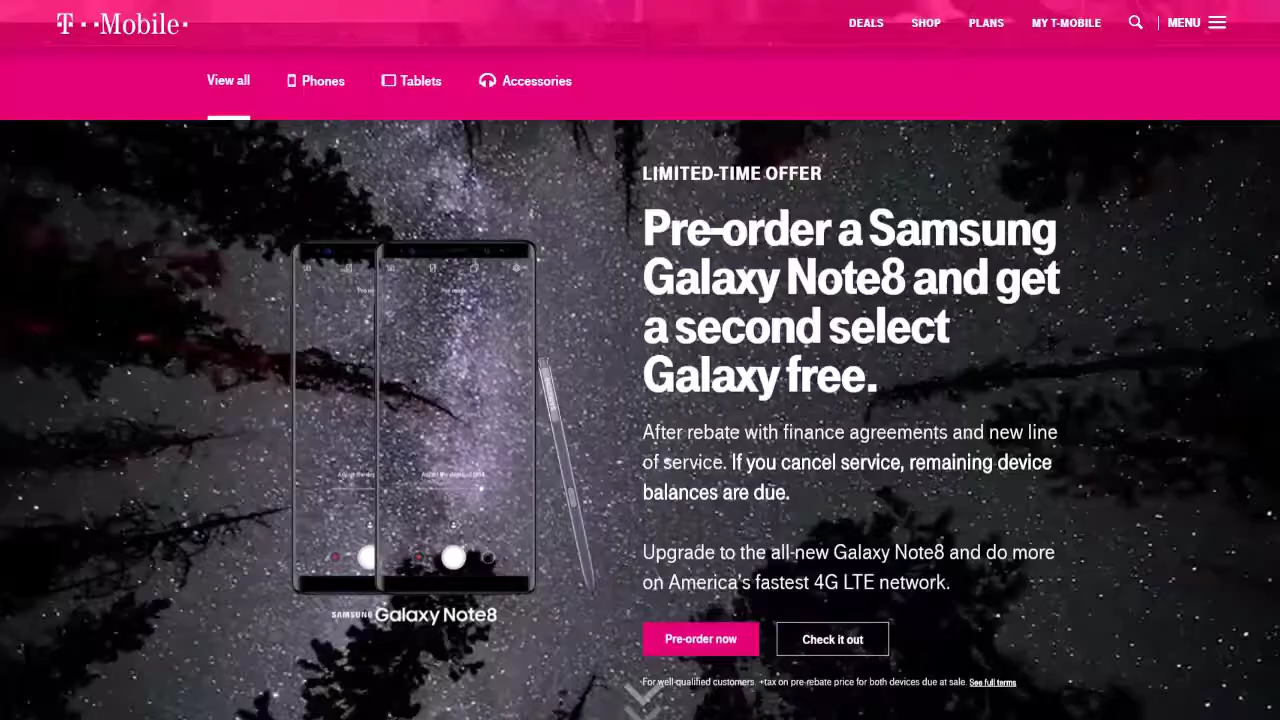 T··Mobile·
DEALS SHOP PLANS MY T-MOBILE MENU
View all Phones Tablets Accessories
LIMITED-TIME OFFER
Pre-order a Samsung
Galaxy Note8 and get
a second select
Galaxy free.
After rebate with finance agreements and new line
of service. If you cancel service, remaining device
balances are due.
Upgrade to the all-new Galaxy Note8 and do more
on America's fastest 4G LTE network.
SAMSUNG Galaxy Note8
Pre-order now Check it out
For well-qualified customers. +tax on pre-rebate price for both devices due at sale. See full terms